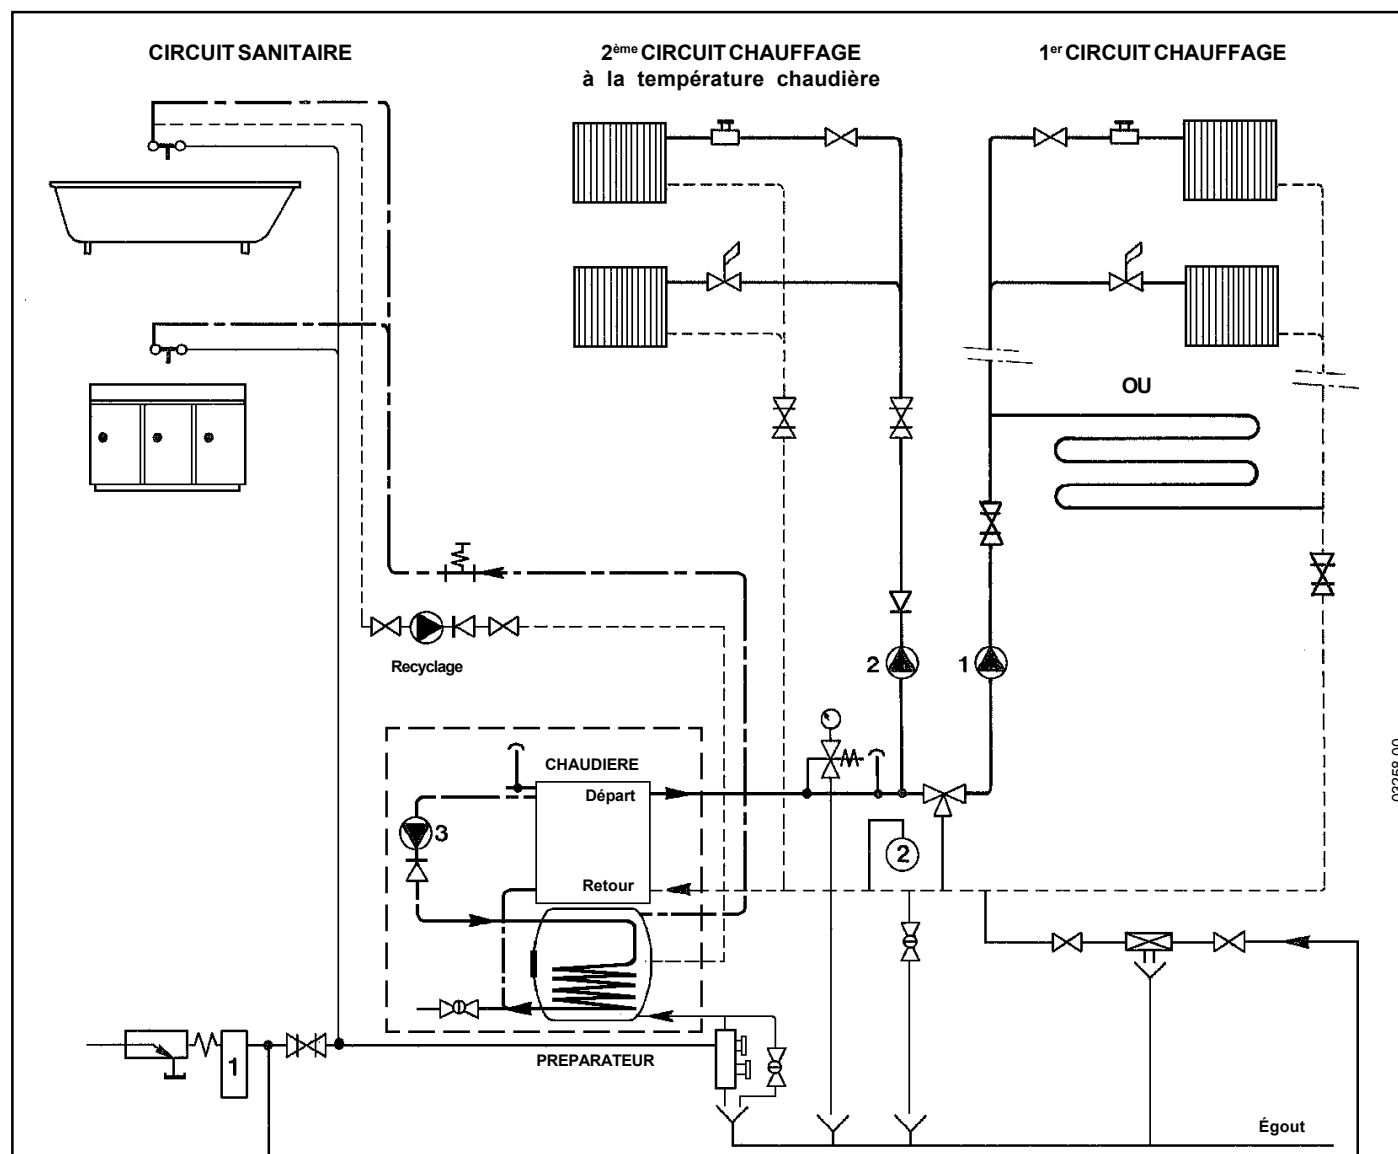 CIRCUIT SANITAIRE
2ème CIRCUIT CHAUFFAGE
à la température chaudière
1er CIRCUIT CHAUFFAGE
OU
Recyclage
2
1
CHAUDIERE
Départ
3
2
Retour
PREPARATEUR
1
Égout
03258 00